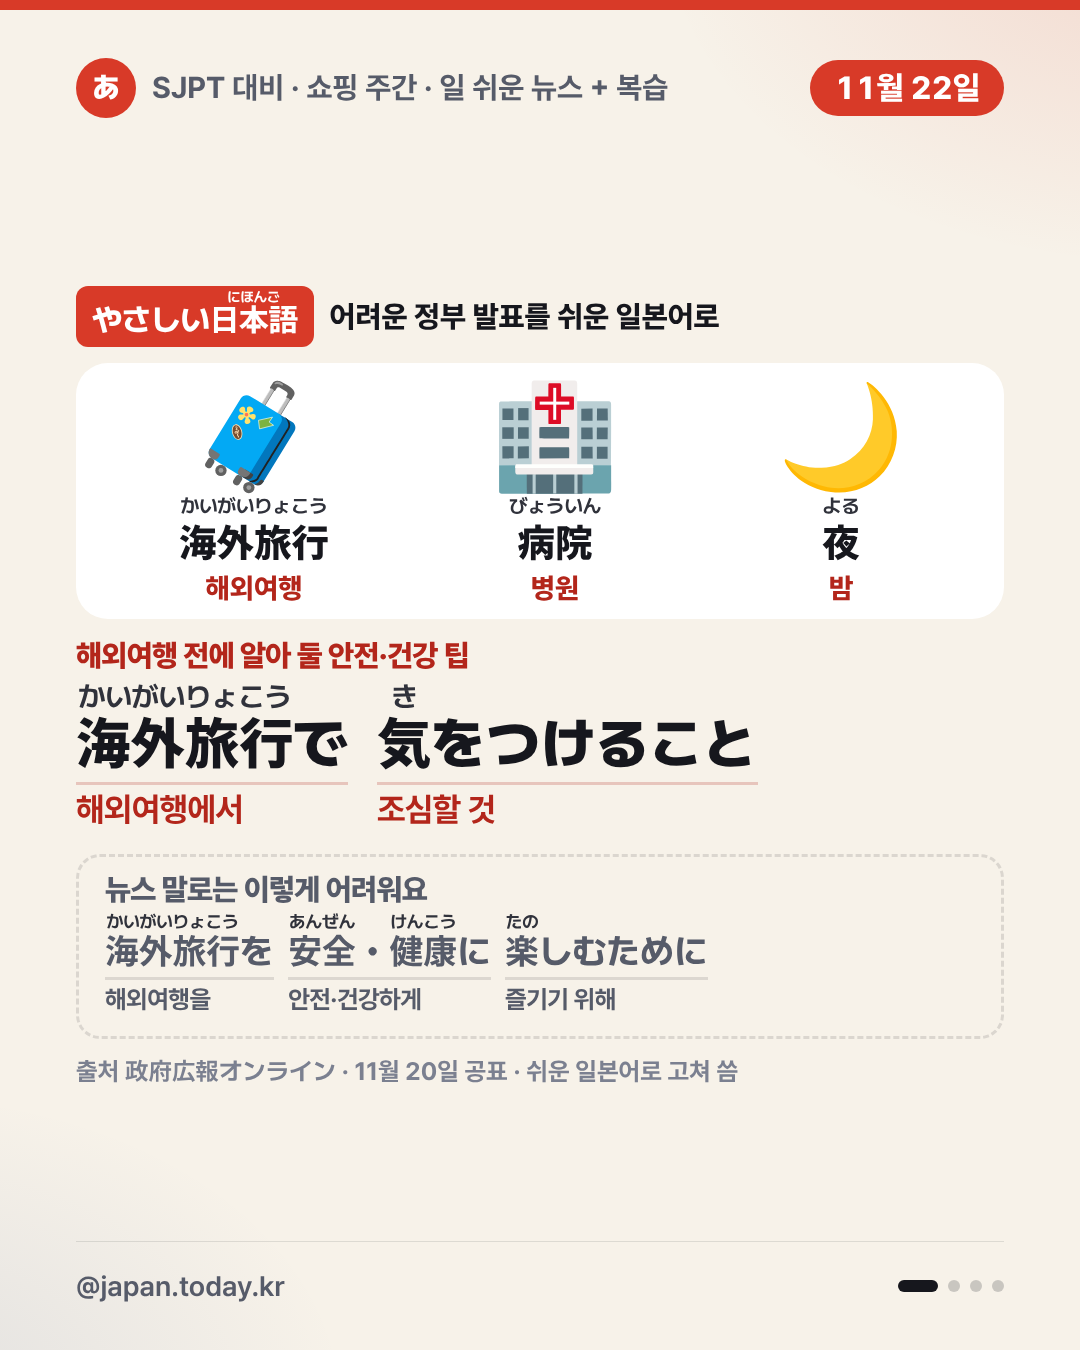 あ SJPT 대비 · 쇼핑 주간 · 일 쉬운 뉴스 + 복습 11월 22일
にほんご
やさしい日本語 어려운 정부 발표를 쉬운 일본어로
かいがいりょこう びょういん よる
海外旅行 病院 夜
해외여행 병원 밤
해외여행 전에 알아 둘 안전·건강 팁
かいがいりょこう き
海外旅行で 気をつけること
해외여행에서 조심할 것
뉴스 말로는 이렇게 어려워요
かいがいりょこう あんぜん けんこう たの
海外旅行を 安全・健康に 楽しむために
해외여행을 안전·건강하게 즐기기 위해
출처 政府広報オンライン · 11월 20일 공표 · 쉬운 일본어로 고쳐 씀
@japan.today.kr